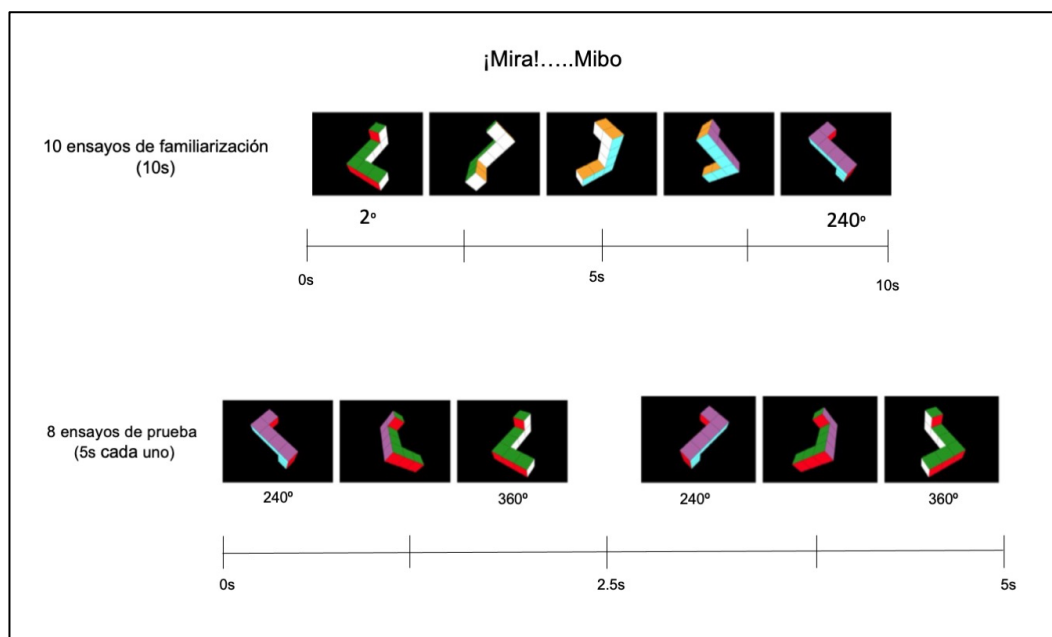 ¡Mira!.....Mibo
10 ensayos de familiarización
(10s)
2º
240º
0s
5s
10s
8 ensayos de prueba
(5s cada uno)
240º
360º
240º
360º
0s
2.5s
5s